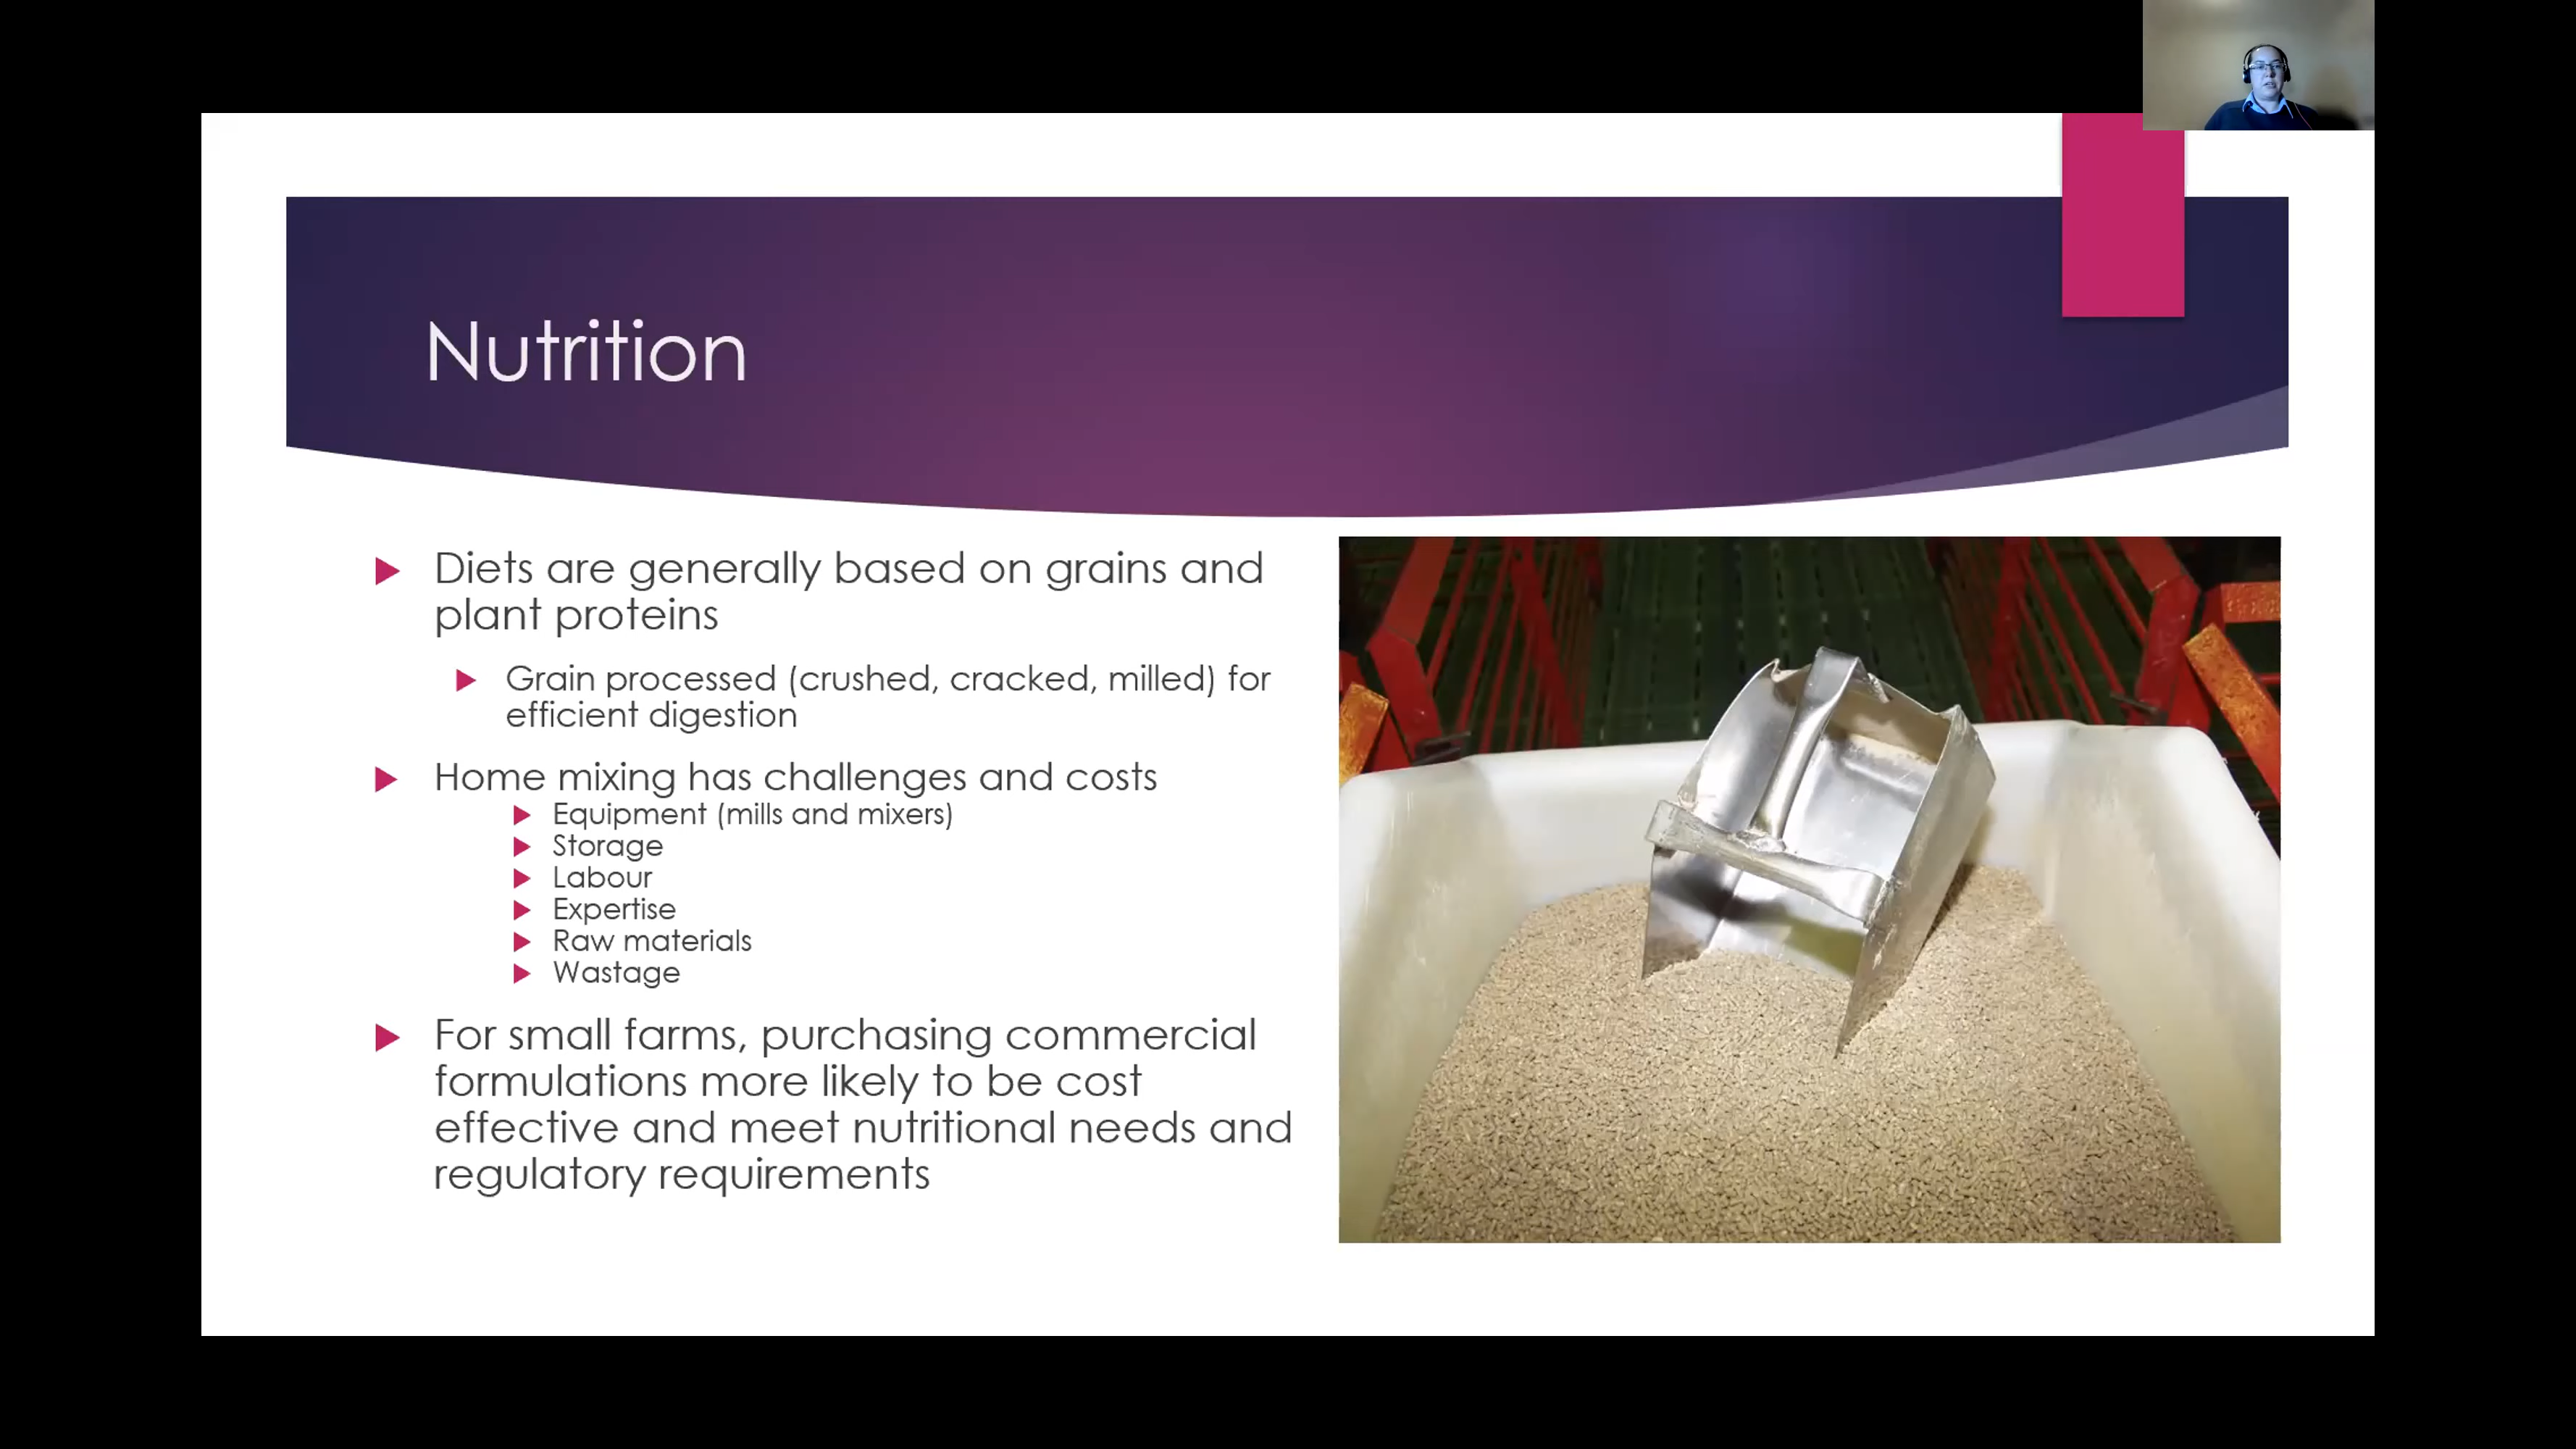 Nutrition
Diets are generally based on grains and
plant proteins
Grain processed (crushed, cracked, milled) for
efficient digestion
Home mixing has challenges and costs
Equipment (mills and mixers)
Storage
Labour
Expertise
Raw materials
Wastage
For small farms, purchasing commercial
formulations more likely to be cost
effective and meet nutritional needs and
regulatory requirements